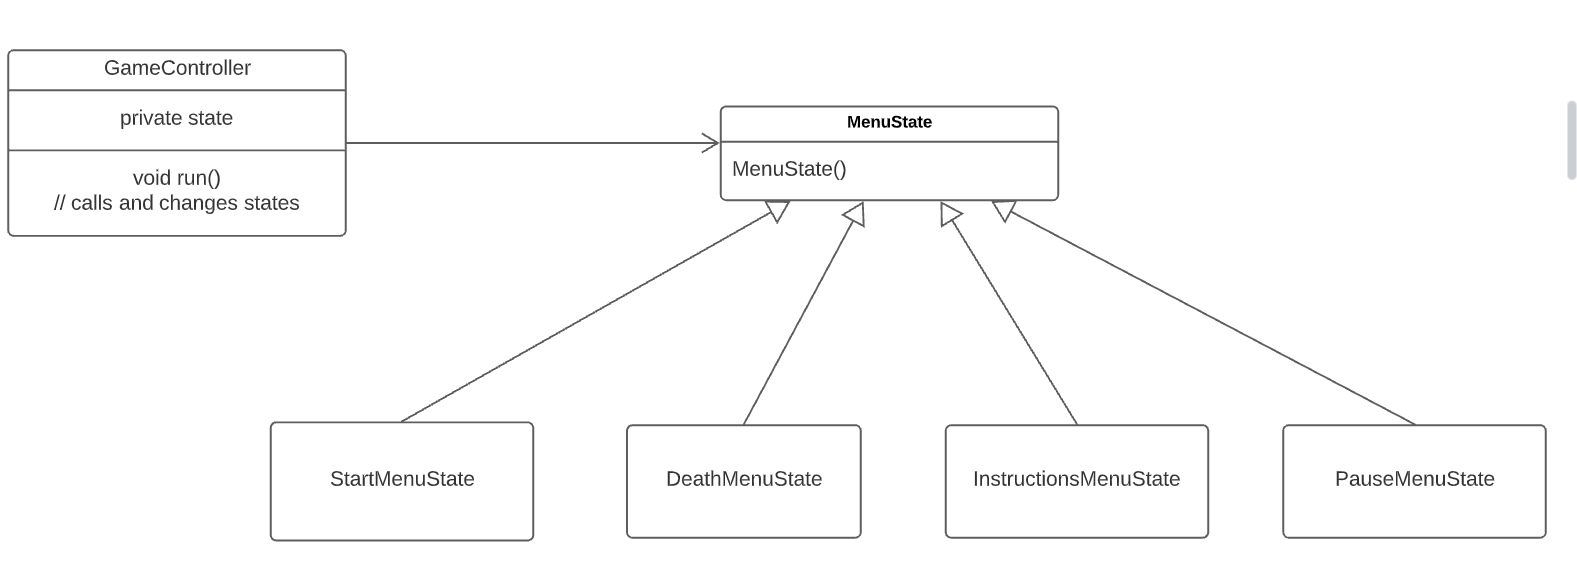 GameController
private state
void run()
// calls and changes states
MenuState
MenuState()
StartMenuState
DeathMenuState
InstructionsMenuState
PauseMenuState